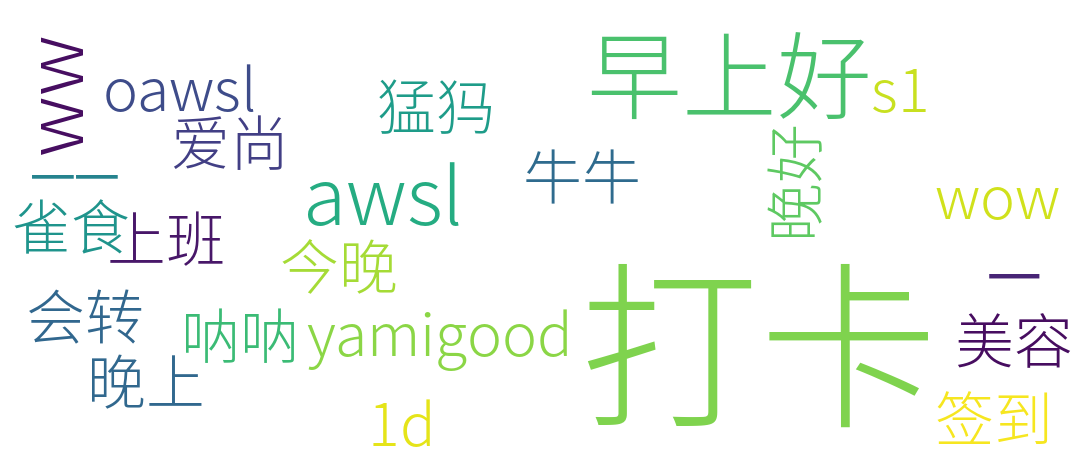 ww
oawsl
爱尚
猛犸
早上好
s1
一一
awsl
牛牛
晚好
wow
雀食
上班
今晚
打卡
一
会转
呐呐
yamigood
美容
晚上
1d
签到